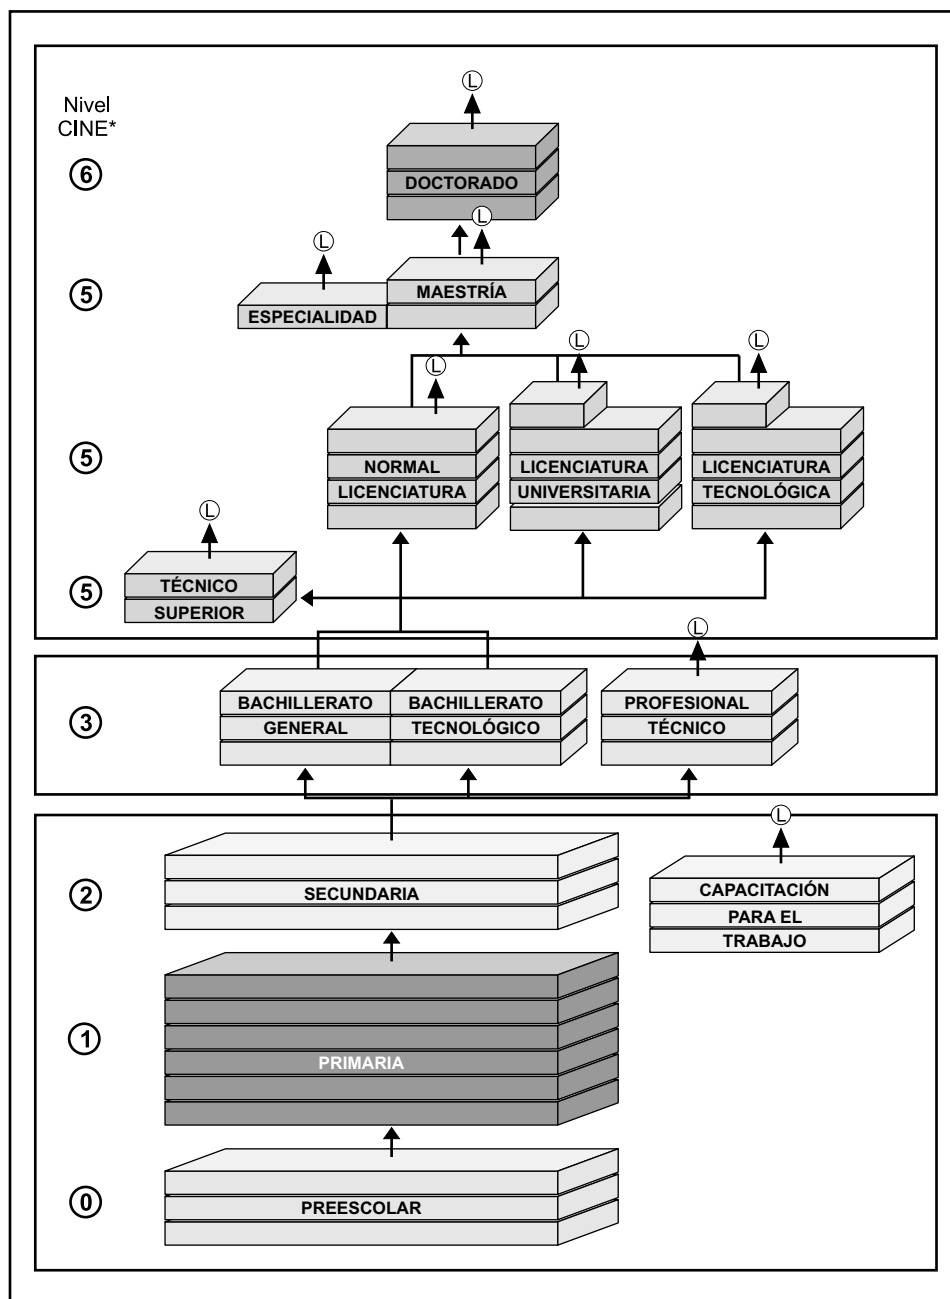 Ⓛ
Nivel
CINE*
⑥
DOCTORADO
Ⓛ
Ⓛ
⑤
MAESTRÍA
ESPECIALIDAD
Ⓛ
Ⓛ
Ⓛ
⑤
NORMAL
LICENCIATURA
LICENCIATURA
UNIVERSITARIA
LICENCIATURA
TECNOLÓGICA
Ⓛ
⑤
TÉCNICO
SUPERIOR
Ⓛ
③
BACHILLERATO
GENERAL
BACHILLERATO
TECNOLÓGICO
PROFESIONAL
TÉCNICO
Ⓛ
②
SECUNDARIA
CAPACITACIÓN
PARA EL
TRABAJO
①
PRIMARIA
⓪
PREESCOLAR